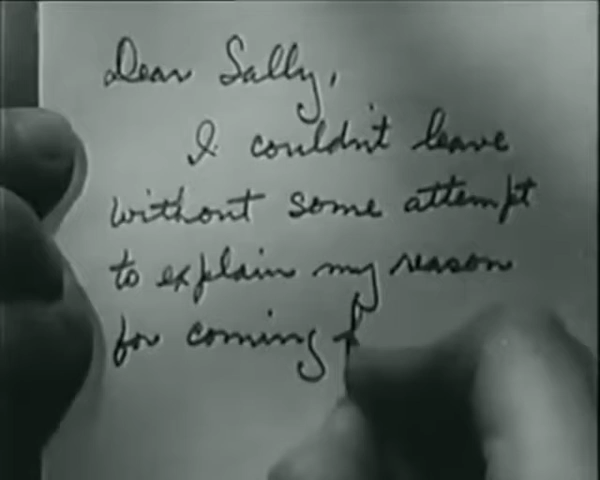 Dear Sally,
I couldn't leave
without some attempt
to explain my reason
for coming